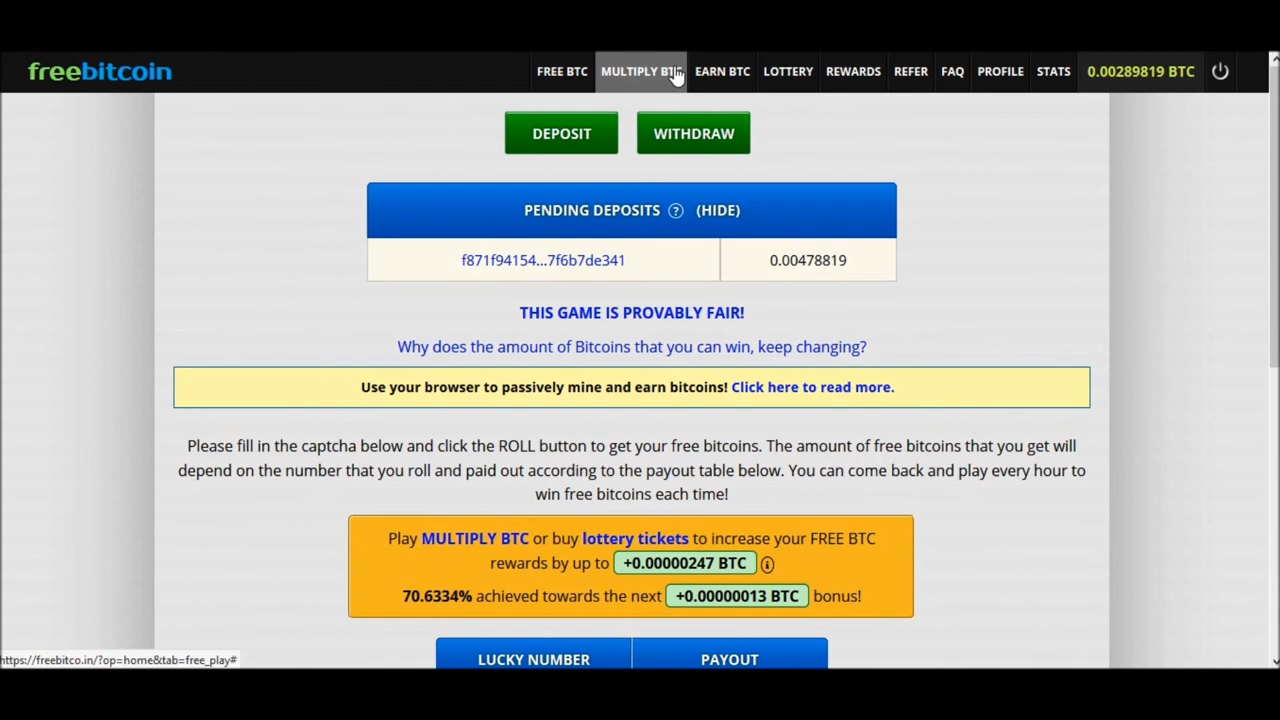 freebitcoin
FREE BTC MULTIPLY BTC EARN BTC LOTTERY REWARDS REFER FAQ PROFILE STATS 0.00289819 BTC
DEPOSIT WITHDRAW
PENDING DEPOSITS ? (HIDE)
f871f94154...7f6b7de341 0.00478819
THIS GAME IS PROVABLY FAIR!
Why does the amount of Bitcoins that you can win, keep changing?
Use your browser to passively mine and earn bitcoins! Click here to read more.
Please fill in the captcha below and click the ROLL button to get your free bitcoins. The amount of free bitcoins that you get will
depend on the number that you roll and paid out according to the payout table below. You can come back and play every hour to
win free bitcoins each time!
Play MULTIPLY BTC or buy lottery tickets to increase your FREE BTC
rewards by up to +0.00000247 BTC i
70.6334% achieved towards the next +0.00000013 BTC bonus!
LUCKY NUMBER PAYOUT
https://freebitco.in/?op=home&tab=free_play#